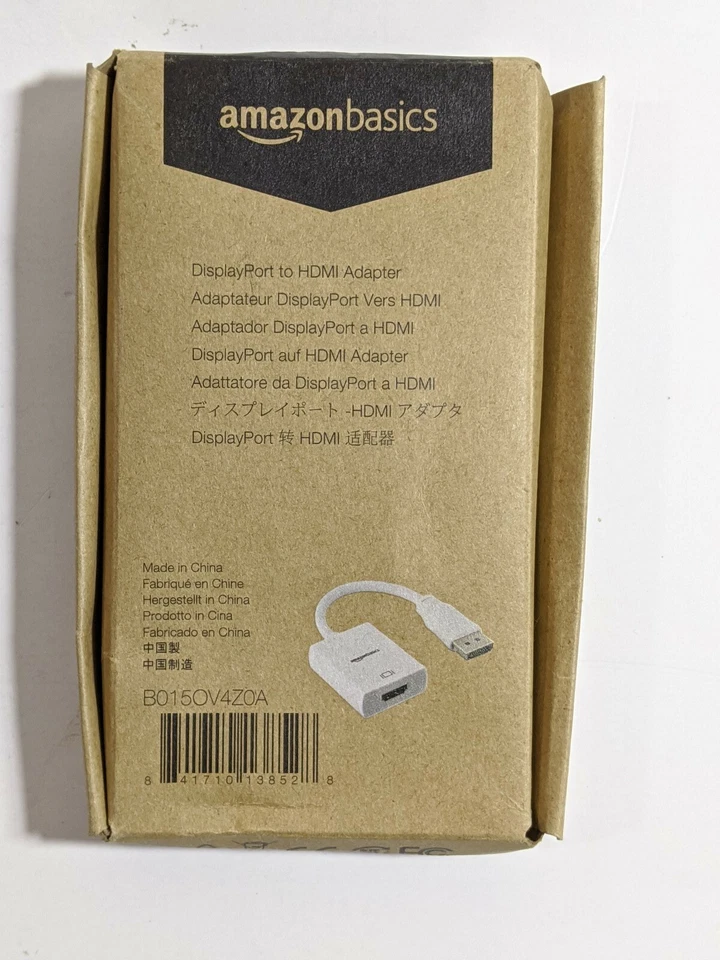 amazonbasics
DisplayPort to HDMI Adapter
Adaptateur DisplayPort Vers HDMI
Adaptador DisplayPort a HDMI
DisplayPort auf HDMI Adapter
Adattatore da DisplayPort a HDMI
ディスプレイポート -HDMI アダプタ
DisplayPort 转 HDMI 适配器
Made in China
Fabriqué en Chine
Hergestellt in China
Prodotto in Cina
Fabricado en China
中国製
中国制造
amazonbasics
B015OV4Z0A
8 41710 13852 8